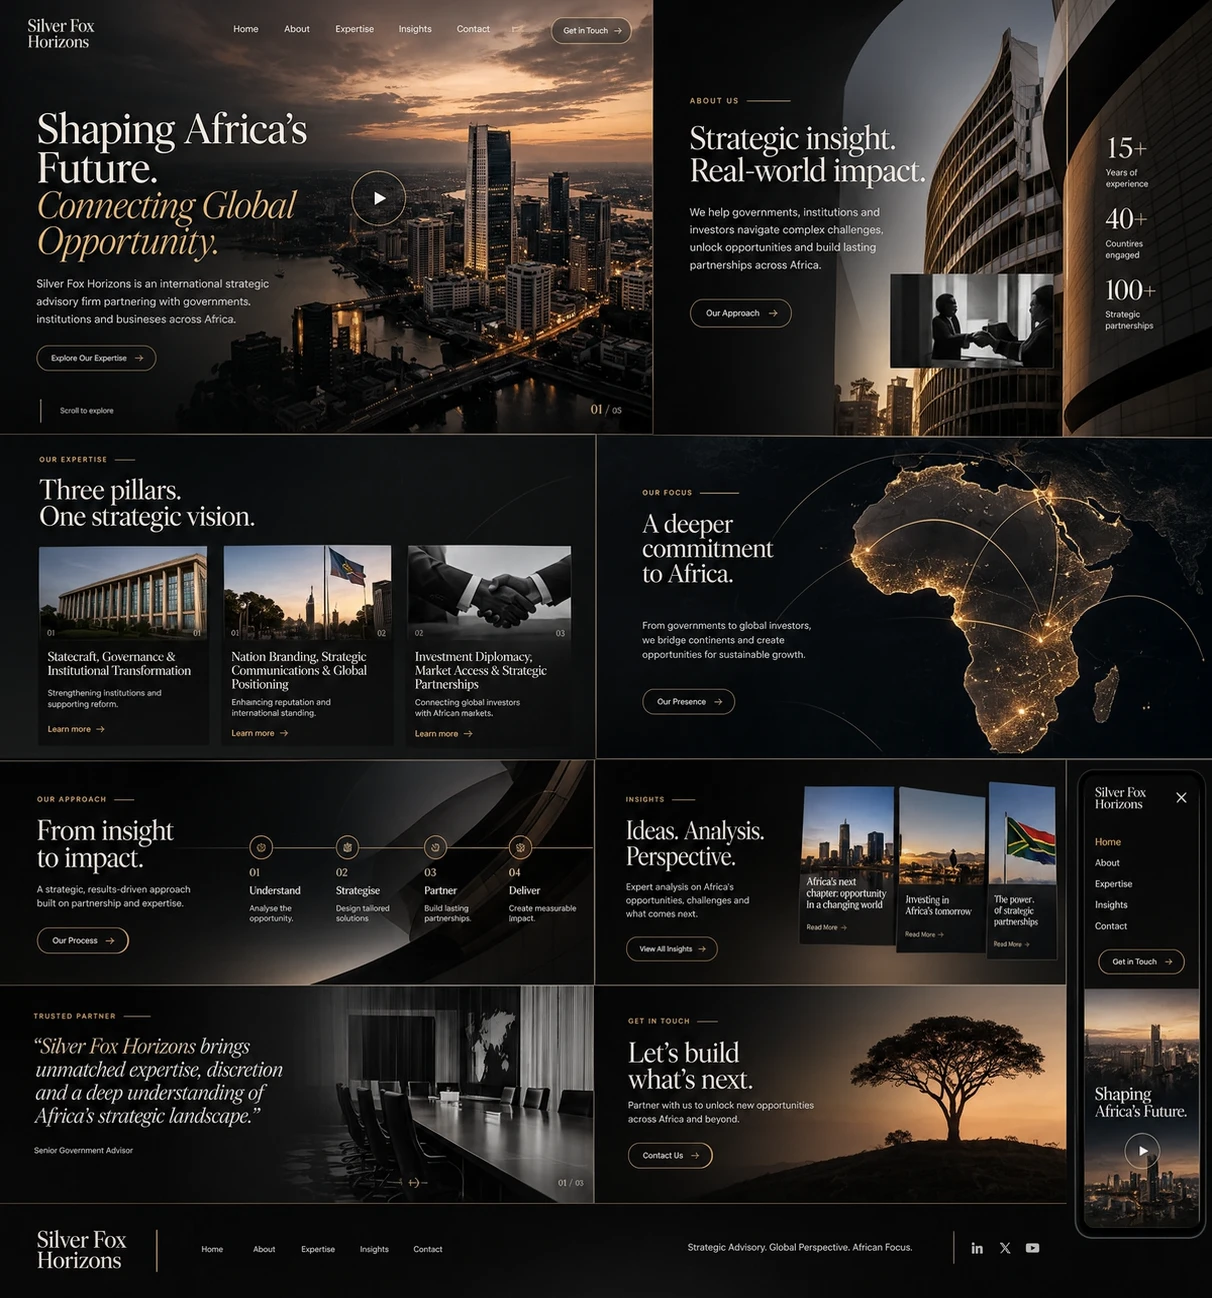 Silver Fox
Horizons
Home
About
Expertise
Insights
Contact
Get in Touch
Shaping Africa's
Future.
Connecting Global
Opportunity.
Silver Fox Horizons is an international strategic
advisory firm partnering with governments.
institutions and busineses across Africa.
Explore Our Expertise
Scroll to explore
01 / 05
ABOUT US
Strategic insight.
Real-world impact.
We help governments, institutions and
investors navigate complex challenges,
unlock opportunities and build lasting
partnerships across Africa.
Our Approach
15+
Years of
experience
40+
Countires
engaged
100+
Strategic
partnerships
OUR EXPERTISE
Three pillars.
One strategic vision.
01
01
Statecraft, Governance &
Institutional Transformation
Strengthening institutions and
supporting reform.
Learn more
01
02
Nation Branding, Strategic
Communications & Global
Positioning
Enhancing reputation and
international standing.
Learn more
02
03
Investment Diplomacy,
Market Access & Strategic
Partnerships
Connecting global investors
with African markets.
Learn more
OUR FOCUS
A deeper
commitment
to Africa.
From governments to global investors,
we bridge continents and create
opportunities for sustainable growth.
Our Presence
OUR APPROACH
From insight
to impact.
A strategic, results-driven approach
built on partnership and expertise.
Our Process
01
Understand
Analyse the
opportunity.
02
Strategise
Design tailored
solutions
03
Partner
Build lasting
partnerships.
04
Deliver
Create measurable
impact.
INSIGHTS
Ideas. Analysis.
Perspective.
Expert analysis on Africa's
opportunities, challenges and
what comes next.
View All Insights
Africa's next
chapter: opportunity
in a changing world
Read More
Investing in
Africa's tomorrow
Read More
The power.
of strategic
partnerships
Read More
Silver Fox
Horizons
Home
About
Expertise
Insights
Contact
Get in Touch
Shaping
Africa's Future.
TRUSTED PARTNER
“Silver Fox Horizons brings
unmatched expertise, discretion
and a deep understanding of
Africa's strategic landscape.”
Senior Government Advisor
01 / 03
GET IN TOUCH
Let's build
what's next.
Partner with us to unlock new opportunities
across Africa and beyond.
Contact Us
Silver Fox
Horizons
Home
About
Expertise
Insights
Contact
Strategic Advisory. Global Perspective. African Focus.
in
X